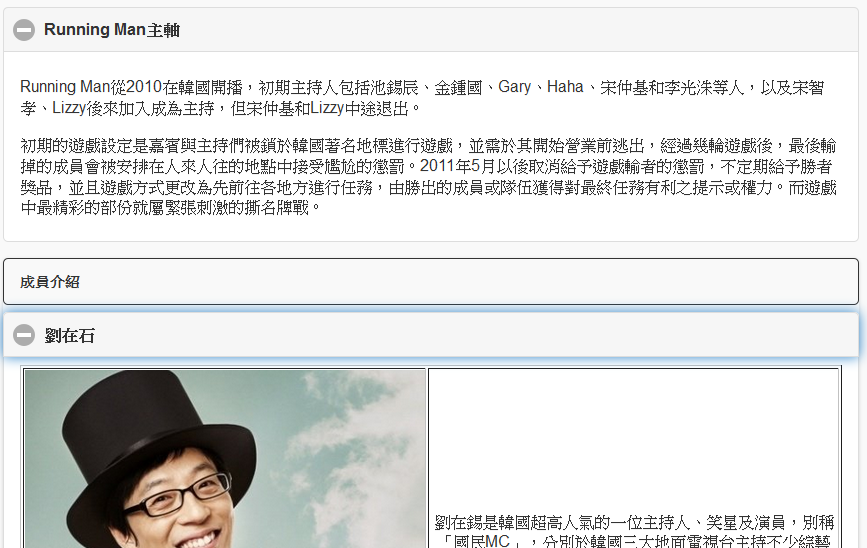 Running Man主軸
Running Man從2010在韓國開播，初期主持人包括池錫辰、金鍾國、Gary、Haha、宋仲基和李光洙等人，以及宋智
孝、Lizzy後來加入成為主持，但宋仲基和Lizzy中途退出。
初期的遊戲設定是嘉賓與主持們被鎖於韓國著名地標進行遊戲，並需於其開始營業前逃出，經過幾輪遊戲後，最後輸
掉的成員會被安排在人來人往的地點中接受尷尬的懲罰。2011年5月以後取消給予遊戲輸者的懲罰，不定期給予勝者
獎品，並且遊戲方式更改為先前往各地方進行任務，由勝出的成員或隊伍獲得對最終任務有利之提示或權力。而遊戲
中最精彩的部份就屬緊張刺激的撕名牌戰。
成員介紹
劉在石
劉在錫是韓國超高人氣的一位主持人、笑星及演員，別稱
「國民MC」，分別於韓國三大地面電視台主持不少綜藝